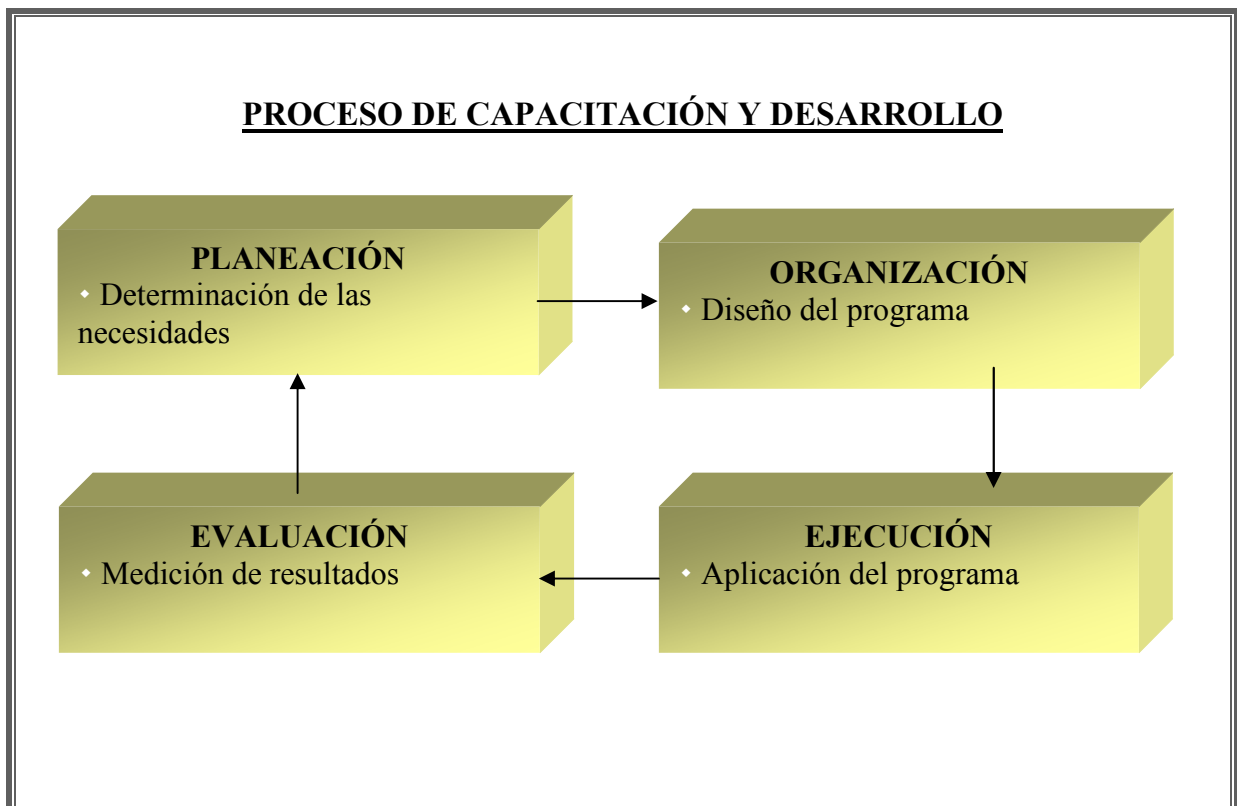 PROCESO DE CAPACITACIÓN Y DESARROLLO
PLANEACIÓN
Determinación de las
necesidades
ORGANIZACIÓN
Diseño del programa
EVALUACIÓN
Medición de resultados
EJECUCIÓN
Aplicación del programa